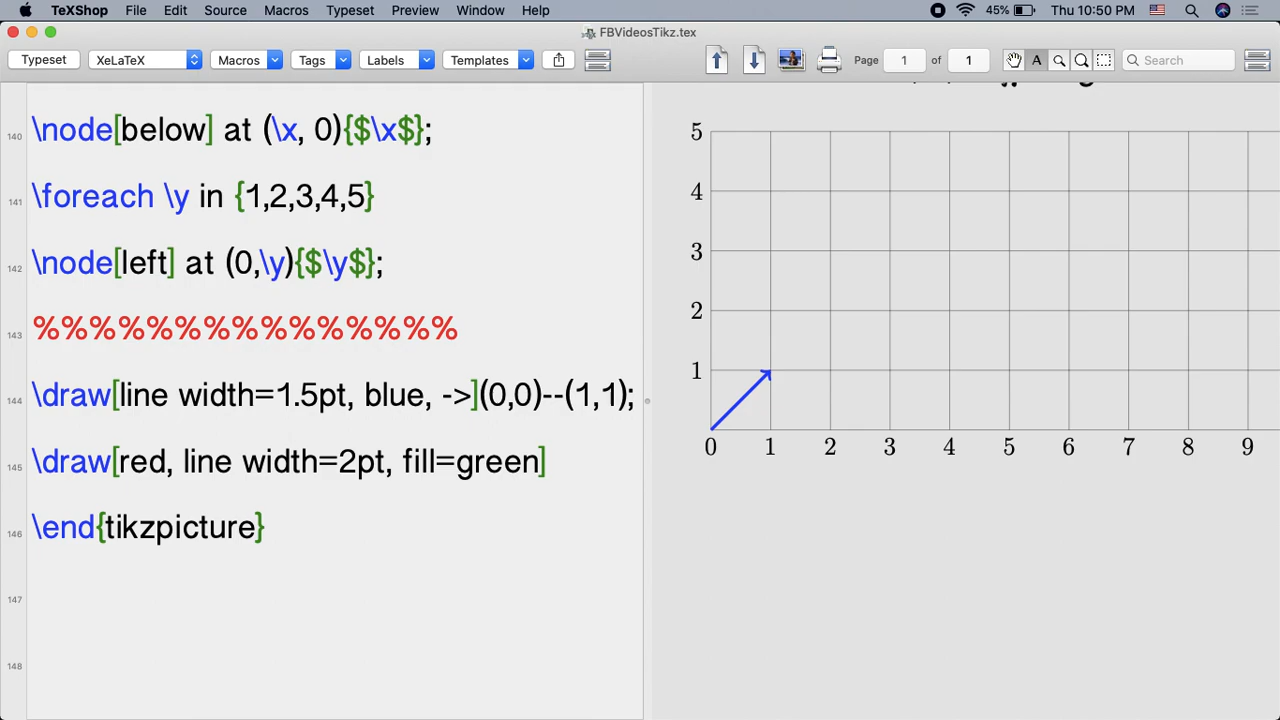 TeXShop File Edit Source Macros Typeset Preview Window Help 45% Thu 10:50 PM
FBVideosTikz.tex
Typeset XeLaTeX Macros Tags Labels Templates Page 1 of 1 A Search
140 \node[below] at (\x, 0){$\x$};
141 \foreach \y in {1,2,3,4,5}
142 \node[left] at (0,\y){$\y$};
143 %%%%%%%%%%%%%%%
144 \draw[line width=1.5pt, blue, ->](0,0)--(1,1);
145 \draw[red, line width=2pt, fill=green]
146 \end{tikzpicture}
147
148
5
4
3
2
1
0 1 2 3 4 5 6 7 8 9